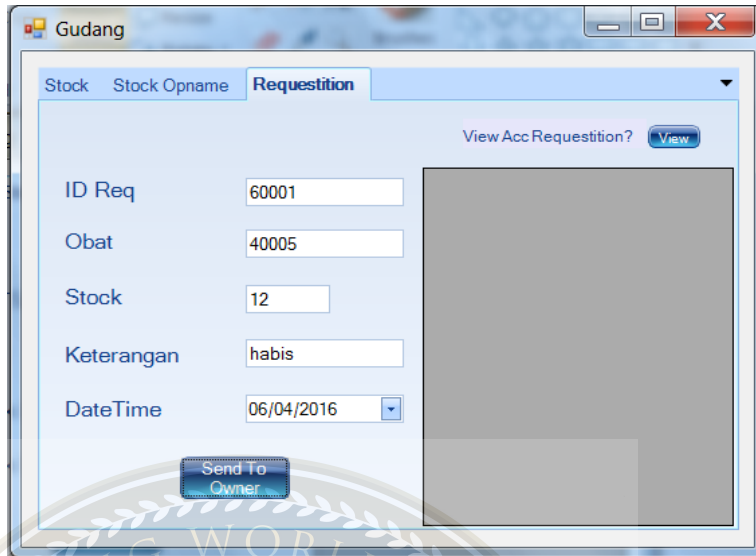 Gudang
Stock Stock Opname Requestition
View Acc Requestition? View
ID Req 60001
Obat 40005
Stock 12
Keterangan habis
DateTime 06/04/2016
Send To
Owner
WORL